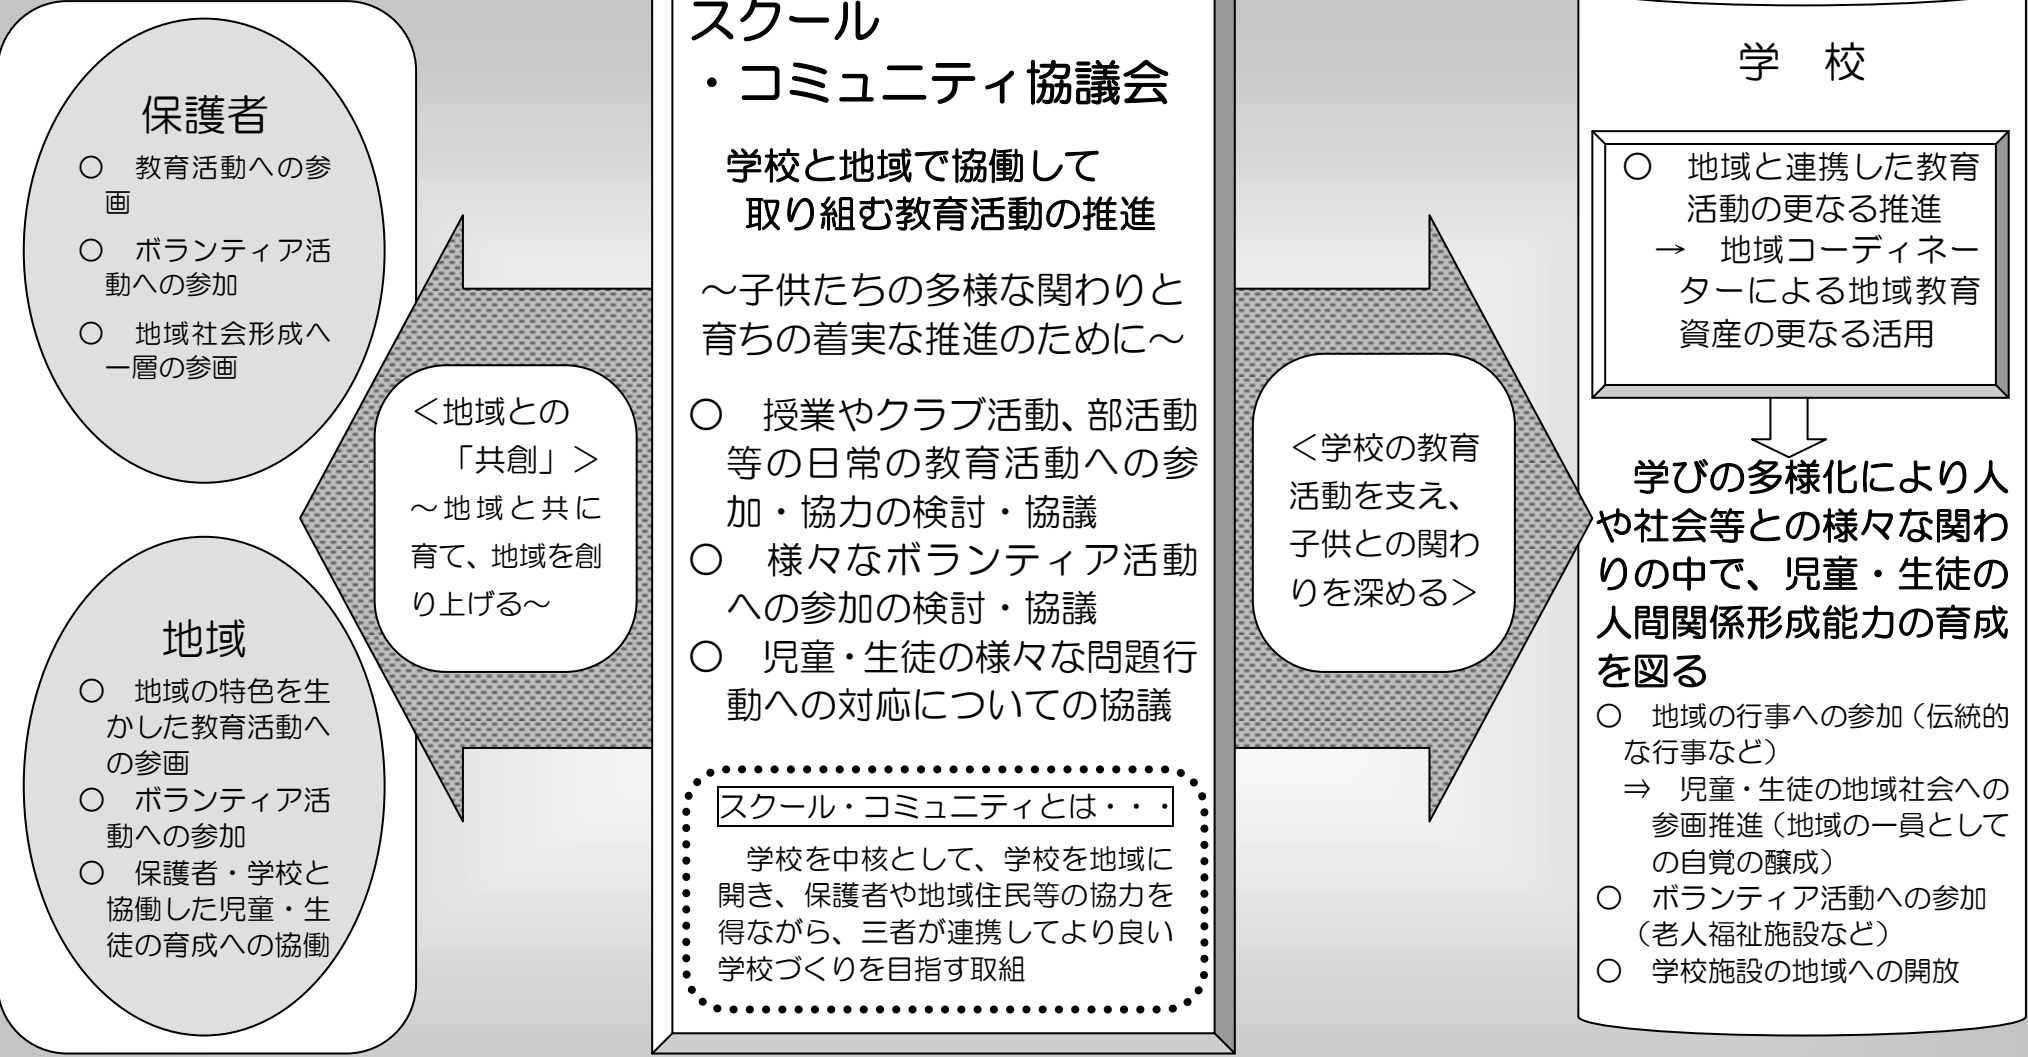 保護者
○　教育活動への参
画
○　ボランティア活
動への参加
○　地域社会形成へ
一層の参画
地域
○　地域の特色を生
かした教育活動へ
の参画
○　ボランティア活
動への参加
○　保護者・学校と
協働した児童・生
徒の育成への協働
＜地域との
「共創」＞
～地域と共に
育て、地域を創
り上げる～
スクール
・コミュニティ協議会
学校と地域で協働して
取り組む教育活動の推進
～子供たちの多様な関わりと
育ちの着実な推進のために～
○　授業やクラブ活動、部活動
等の日常の教育活動への参
加・協力の検討・協議
○　様々なボランティア活動
への参加の検討・協議
○　児童・生徒の様々な問題行
動への対応についての協議
スクール・コミュニティとは・・・
学校を中核として、学校を地域に
開き、保護者や地域住民等の協力を
得ながら、三者が連携してより良い
学校づくりを目指す取組
＜学校の教育
活動を支え、
子供との関わ
りを深める＞
学　校
○　地域と連携した教育
活動の更なる推進
→　地域コーディネー
ターによる地域教育
資産の更なる活用
学びの多様化により人
や社会等との様々な関わ
りの中で、児童・生徒の
人間関係形成能力の育成
を図る
○　地域の行事への参加（伝統的
な行事など）
⇒　児童・生徒の地域社会への
参画推進（地域の一員として
の自覚の醸成）
○　ボランティア活動への参加
（老人福祉施設など）
○　学校施設の地域への開放